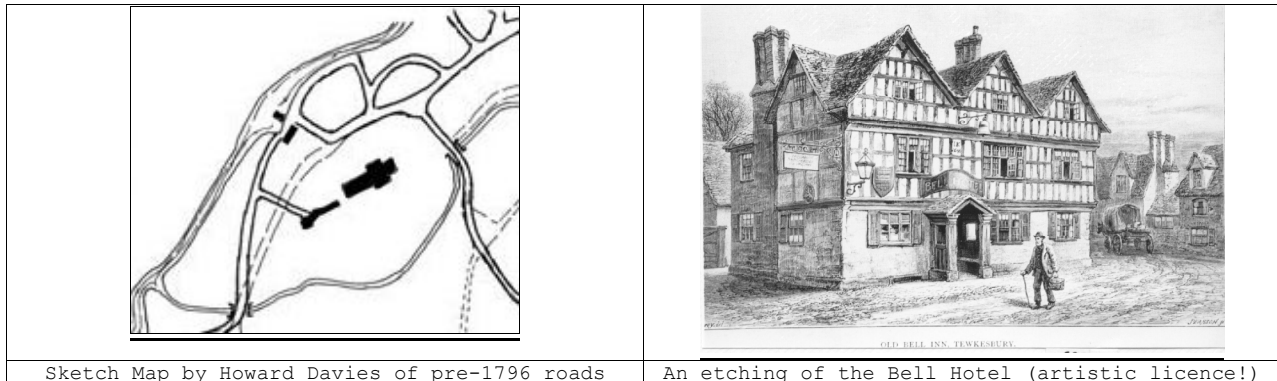 BELL
OLD BELL INN, TEWKESBURY.
Sketch Map by Howard Davies of pre-1796 roads
An etching of the Bell Hotel (artistic licence!)